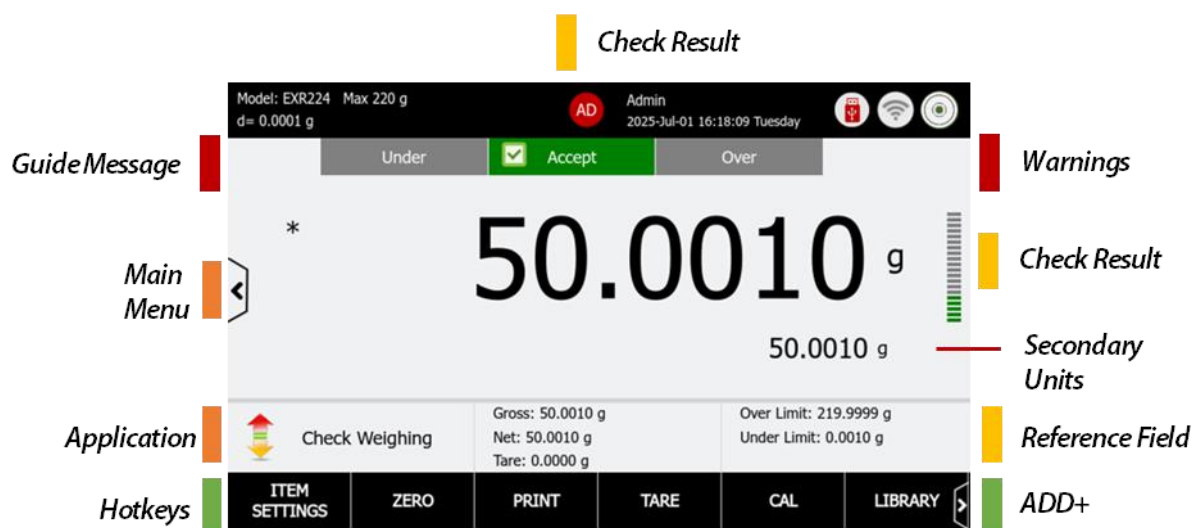 Check Result
Model: EXR224 Max 220 g
d= 0.0001 g
AD
Admin
2025-Jul-01 16:18:09 Tuesday
Guide Message
Under
Accept
Over
Warnings
*
50.0010 g
Check Result
Main
Menu
50.0010 g
Secondary
Units
Application
Check Weighing
Gross: 50.0010 g
Net: 50.0010 g
Tare: 0.0000 g
Over Limit: 219.9999 g
Under Limit: 0.0010 g
Reference Field
Hotkeys
ITEM
SETTINGS
ZERO
PRINT
TARE
CAL
LIBRARY
ADD+